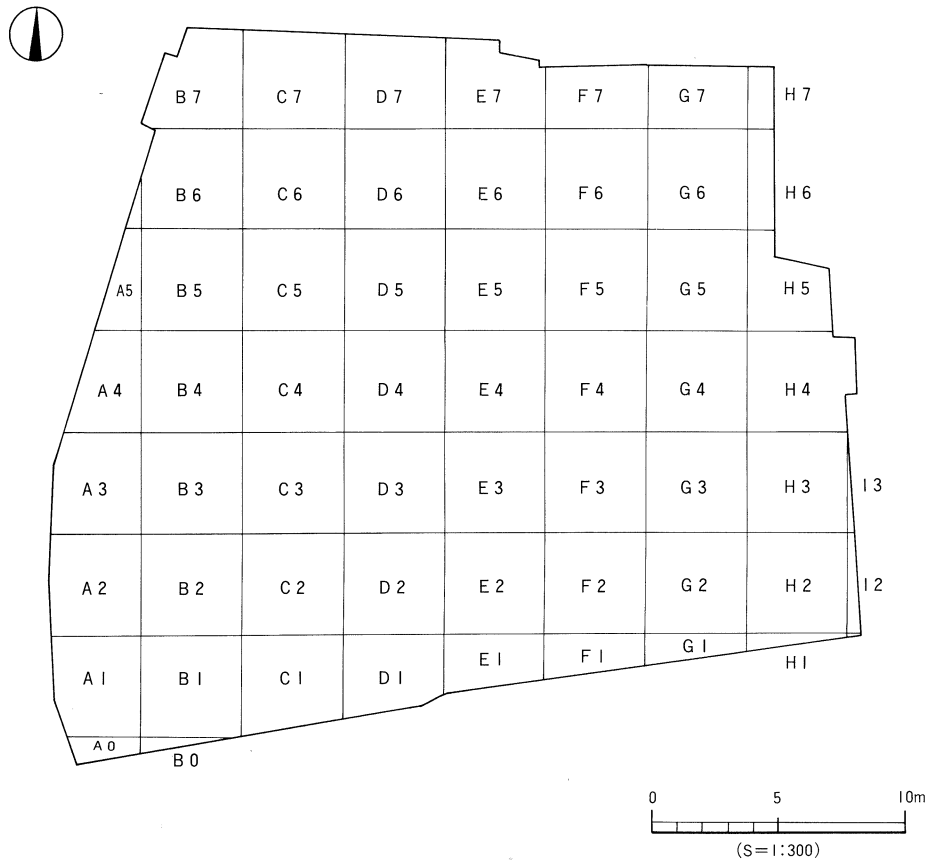 B7 C7 D7 E7 F7 G7 H7
B6 C6 D6 E6 F6 G6 H6
A5 B5 C5 D5 E5 F5 G5 H5
A4 B4 C4 D4 E4 F4 G4 H4
A3 B3 C3 D3 E3 F3 G3 H3 I3
A2 B2 C2 D2 E2 F2 G2 H2 I2
A1 B1 C1 D1 E1 F1 G1 H1
A0 B0
0 5 10m
(S=1:300)